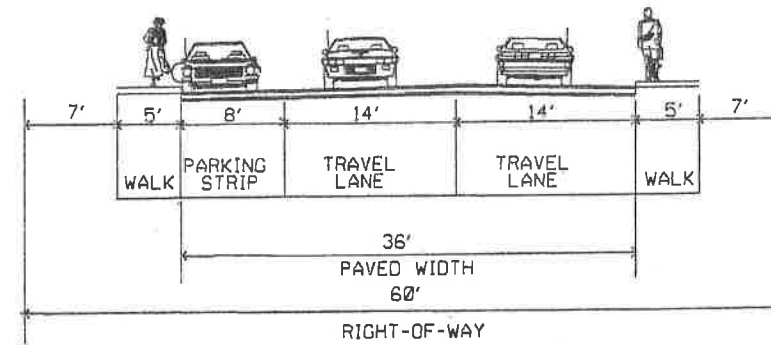 7' 5' 8' 14' 14' 5' 7'
WALK PARKING STRIP TRAVEL LANE TRAVEL LANE WALK
36'
PAVED WIDTH
60'
RIGHT-OF-WAY